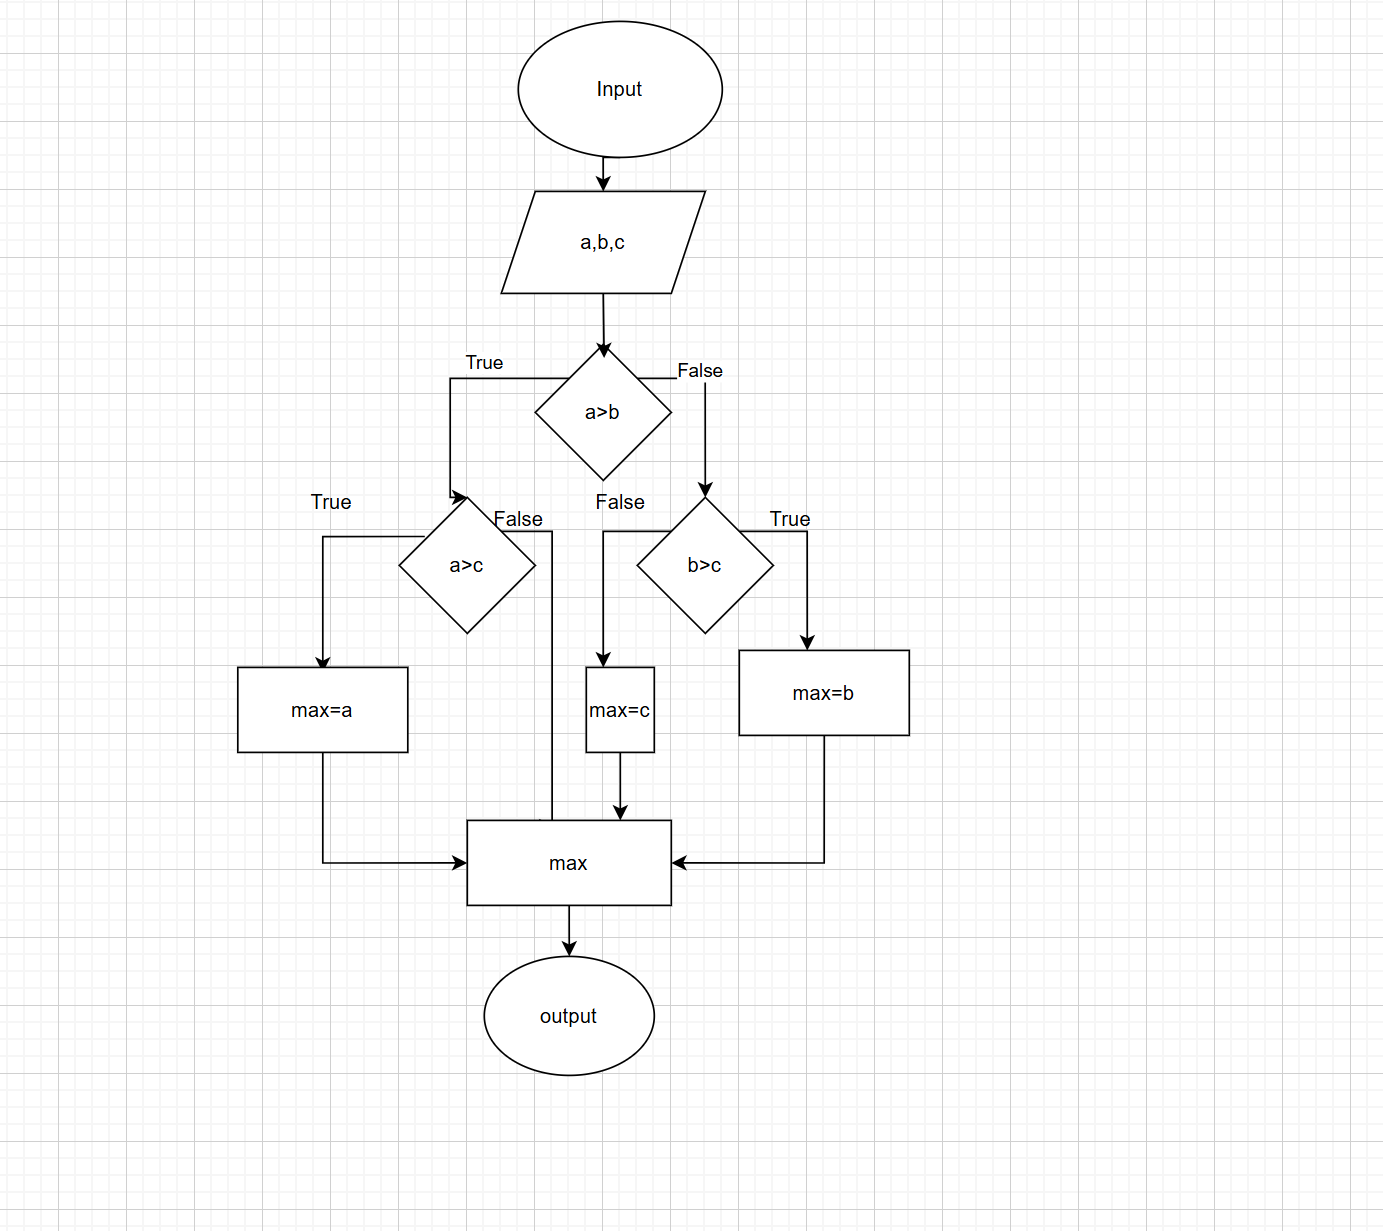 Input
a,b,c
True
False
a>b
True
False
False
True
a>c
b>c
max=a
max=c
max=b
max
output